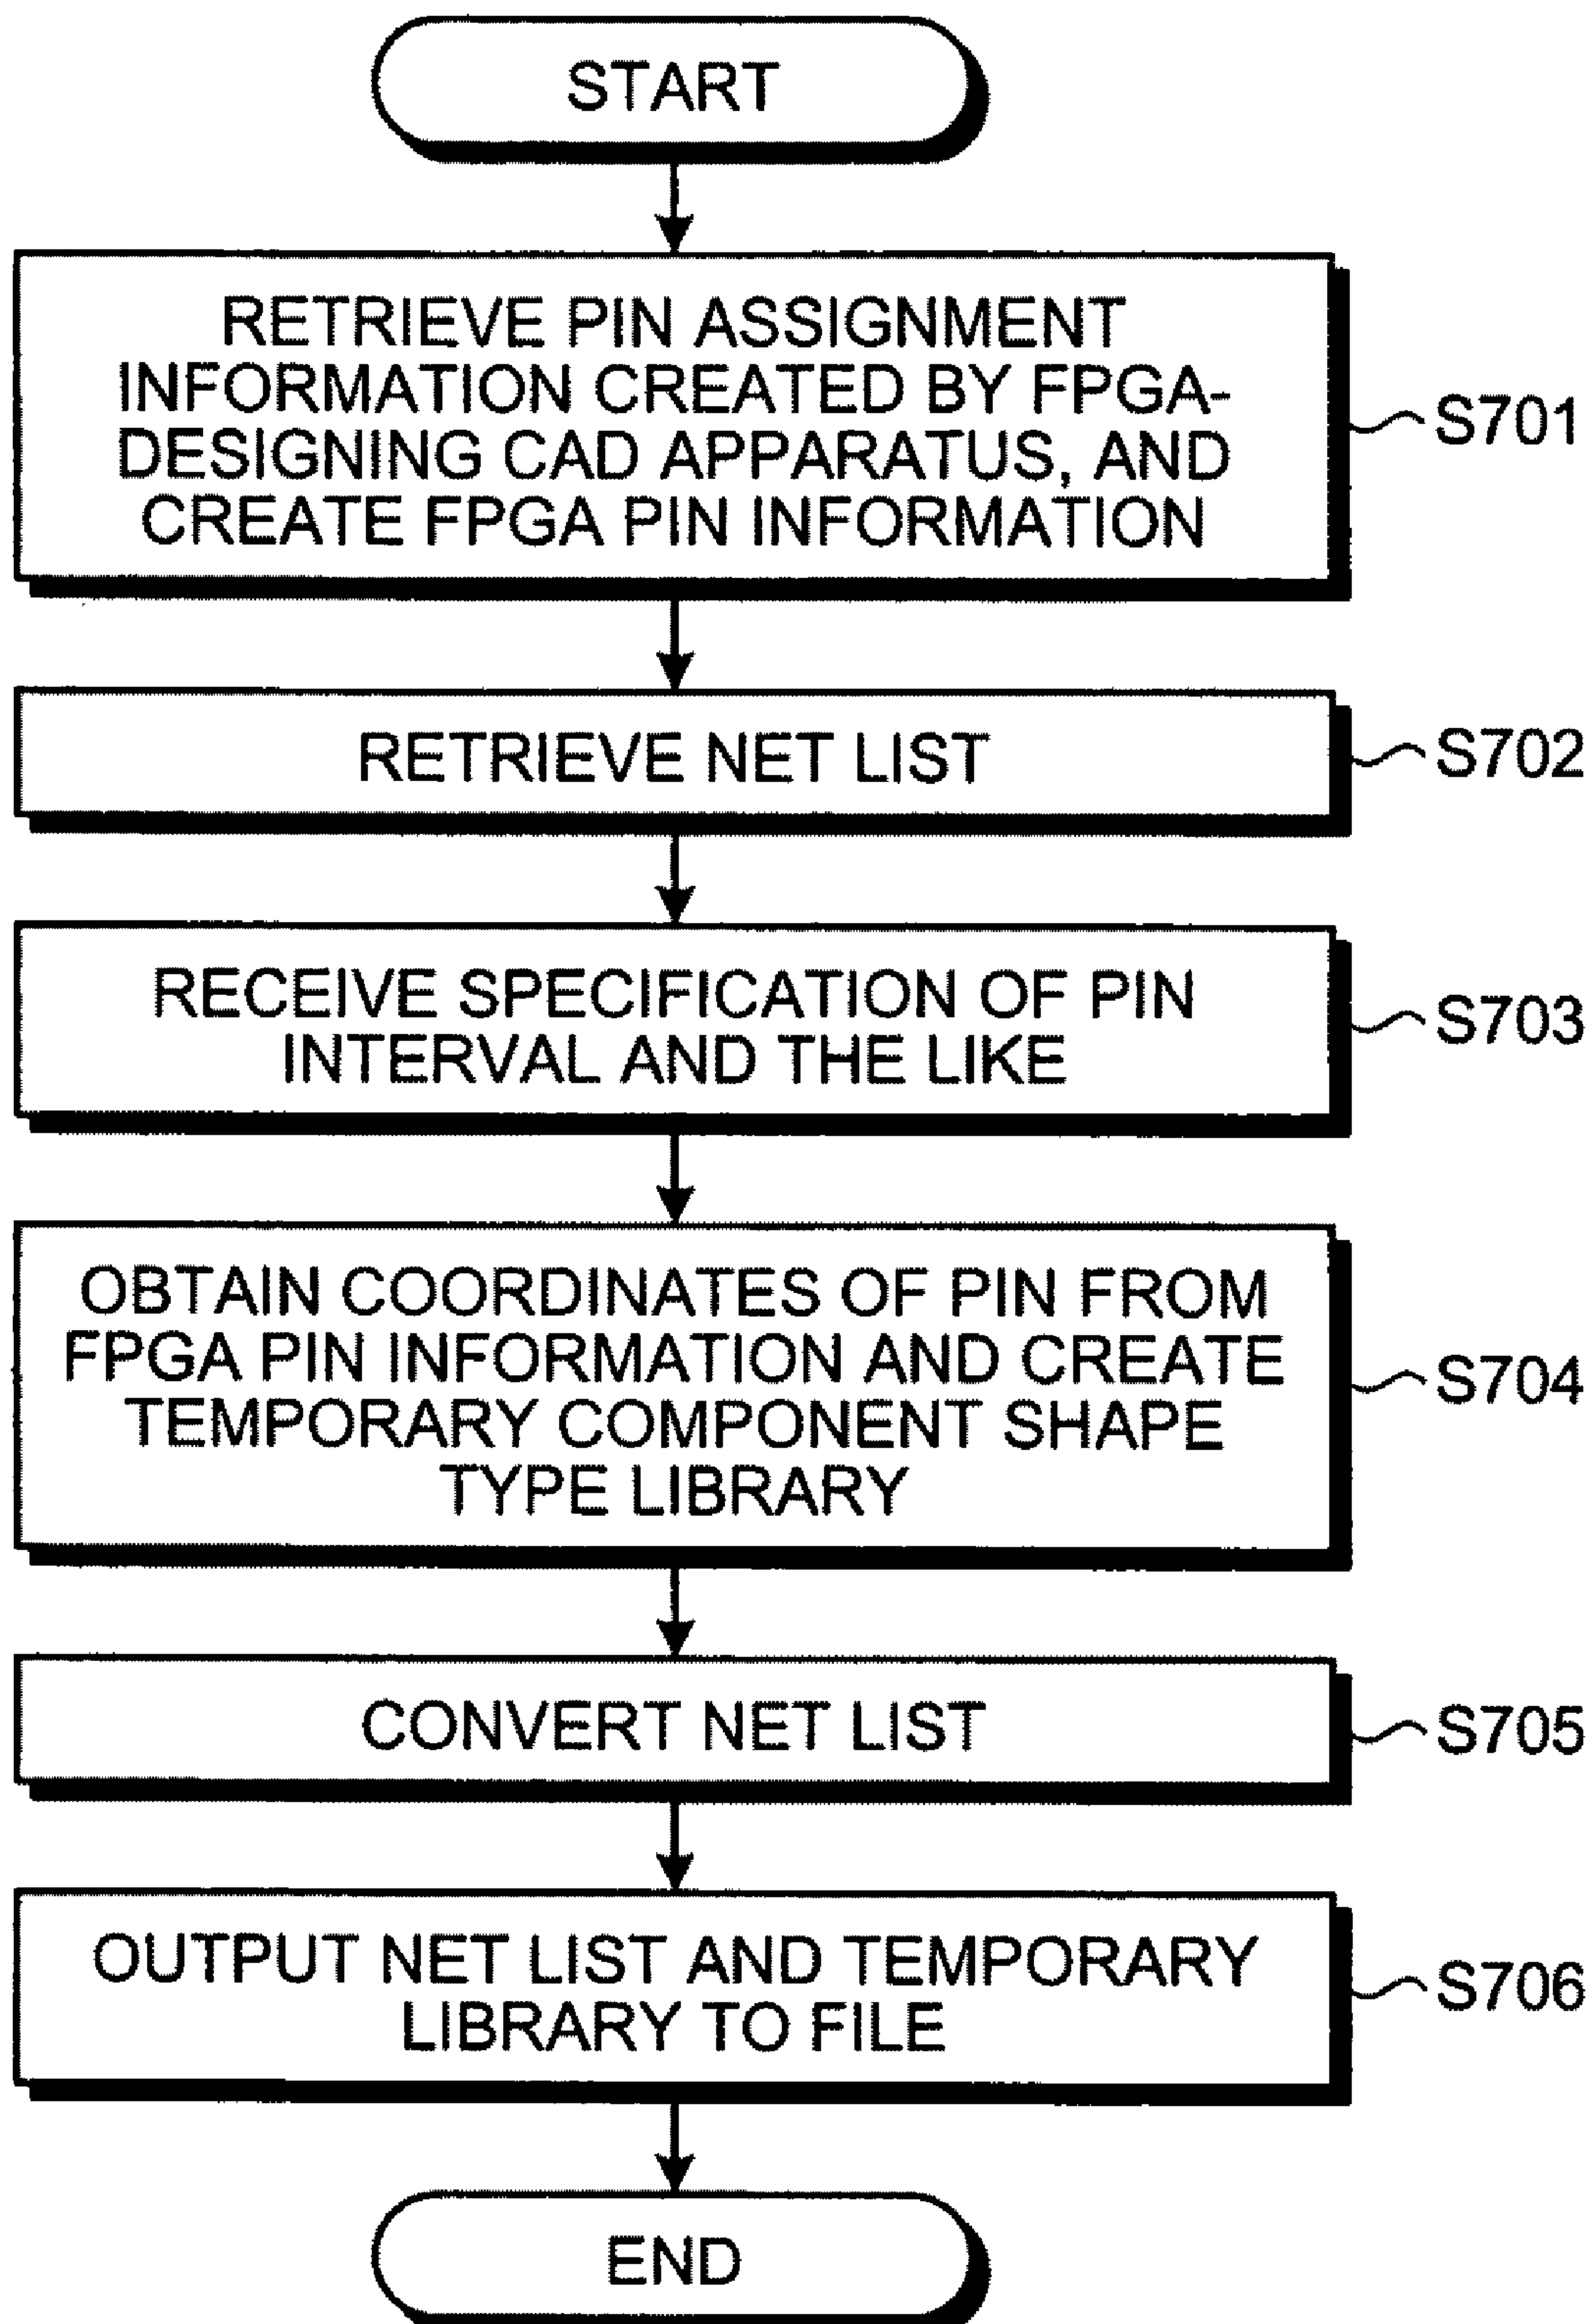 START
RETRIEVE PIN ASSIGNMENT
INFORMATION CREATED BY FPGA-
DESIGNING CAD APPARATUS, AND
CREATE FPGA PIN INFORMATION
S701
RETRIEVE NET LIST
S702
RECEIVE SPECIFICATION OF PIN
INTERVAL AND THE LIKE
S703
OBTAIN COORDINATES OF PIN FROM
FPGA PIN INFORMATION AND CREATE
TEMPORARY COMPONENT SHAPE
TYPE LIBRARY
S704
CONVERT NET LIST
S705
OUTPUT NET LIST AND TEMPORARY
LIBRARY TO FILE
S706
END